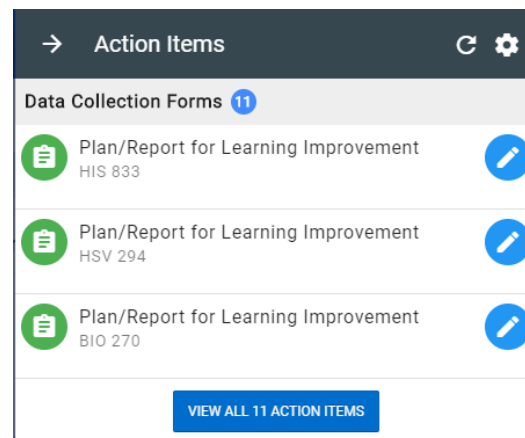 Action Items
Data Collection Forms 11
Plan/Report for Learning Improvement
HIS 833
Plan/Report for Learning Improvement
HSV 294
Plan/Report for Learning Improvement
BIO 270
VIEW ALL 11 ACTION ITEMS